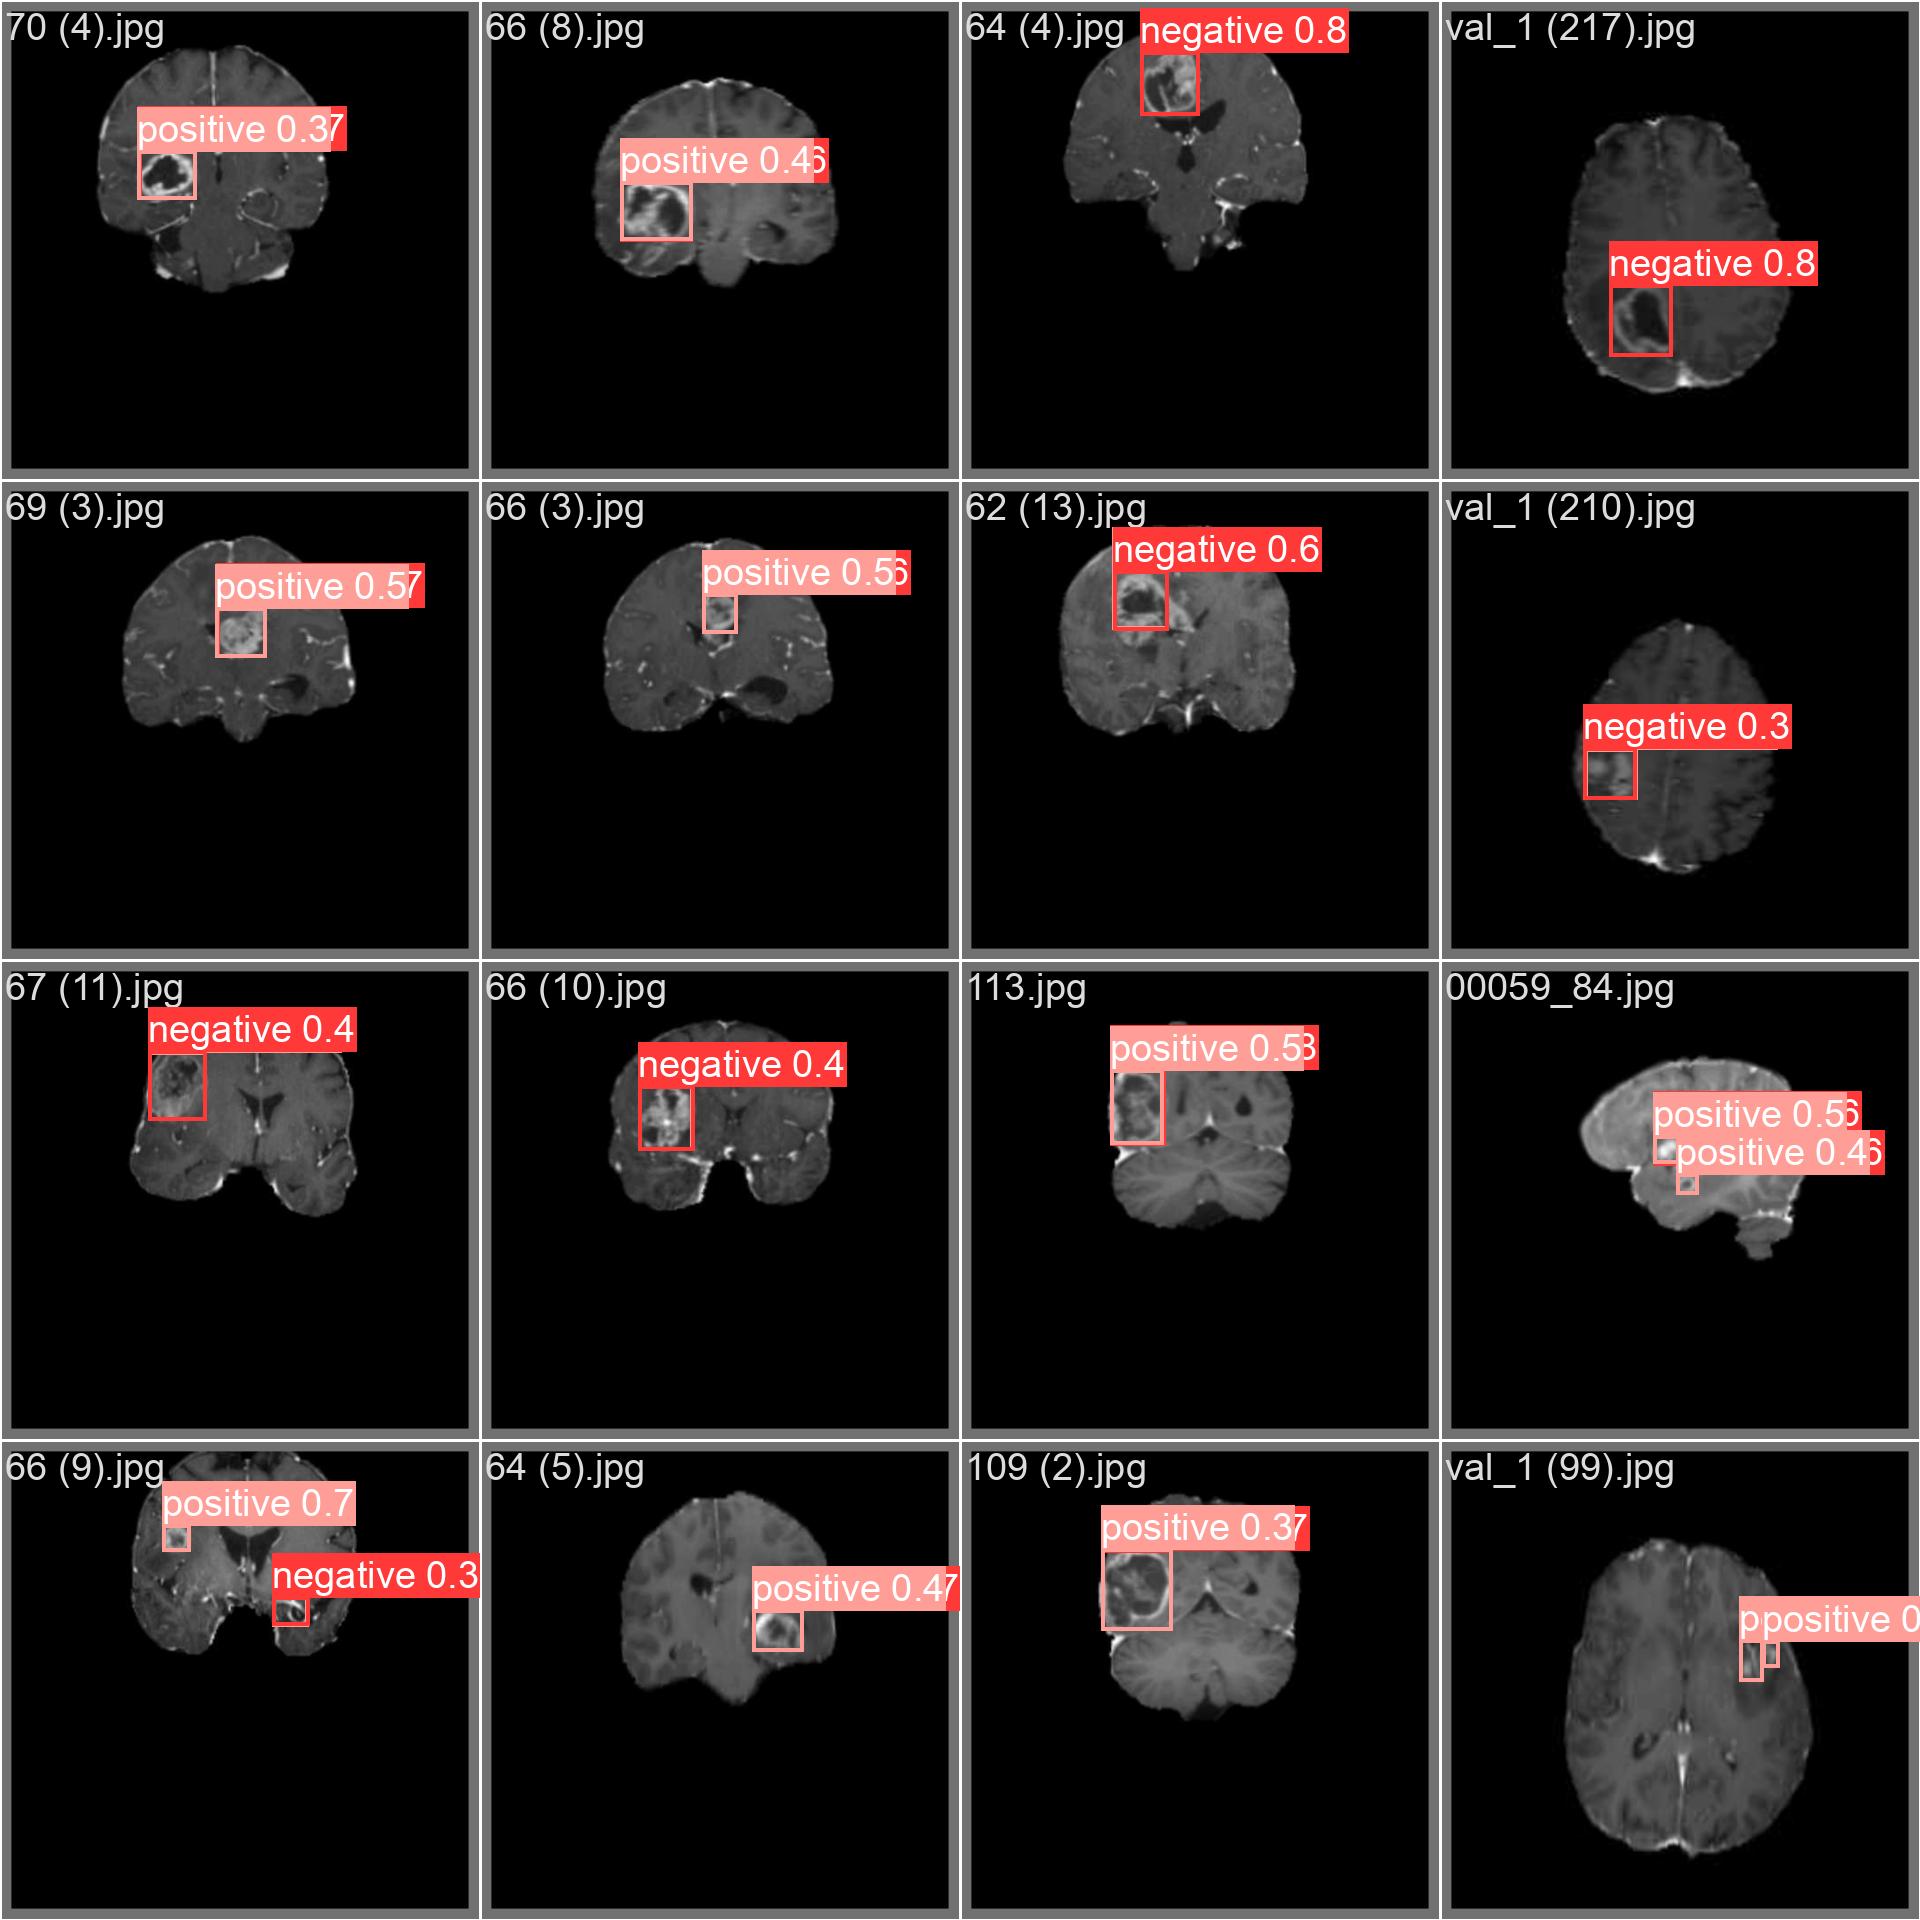 70 (4).jpg
positive 0.37
66 (8).jpg
positive 0.46
64 (4).jpg
negative 0.8
val_1 (217).jpg
negative 0.8
69 (3).jpg
positive 0.57
66 (3).jpg
positive 0.56
62 (13).jpg
negative 0.6
val_1 (210).jpg
negative 0.3
67 (11).jpg
negative 0.4
66 (10).jpg
negative 0.4
113.jpg
positive 0.53
00059_84.jpg
positive 0.56
positive 0.46
66 (9).jpg
positive 0.7
negative 0.3
64 (5).jpg
positive 0.47
109 (2).jpg
positive 0.37
val_1 (99).jpg
ppositive 0